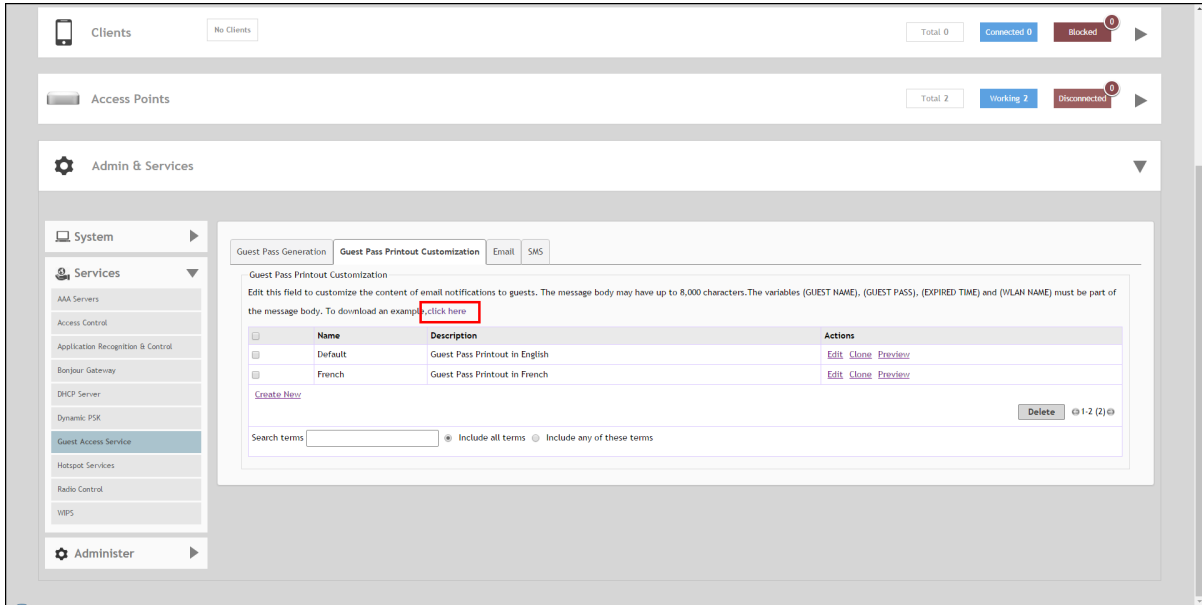 Clients
No Clients
Total 0
Connected 0
Blocked
0
Access Points
Total 2
Working 2
Disconnected
0
Admin & Services
System
Services
AAA Servers
Access Control
Application Recognition & Control
Bonjour Gateway
DHCP Server
Dynamic PSK
Guest Access Service
Hotspot Services
Radio Control
WIPS
Administer
Guest Pass Generation
Guest Pass Printout Customization
Email
SMS
Guest Pass Printout Customization
Edit this field to customize the content of email notifications to guests. The message body may have up to 8,000 characters.The variables {GUEST NAME}, {GUEST PASS}, {EXPIRED TIME} and {WLAN NAME} must be part of
the message body. To download an example,click here
Name Description Actions
Default Guest Pass Printout in English Edit Clone Preview
French Guest Pass Printout in French Edit Clone Preview
Create New
Delete 1-2 (2)
Search terms Include all terms Include any of these terms